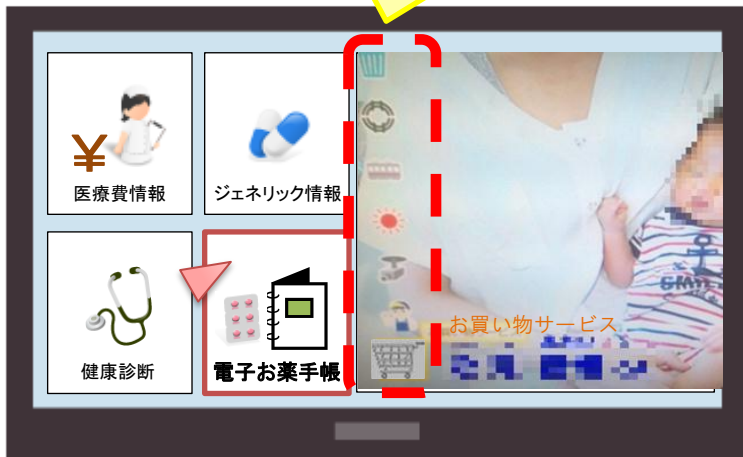 ¥
医療費情報
ジェネリック情報
健康診断
電子お薬手帳
お買い物サービス